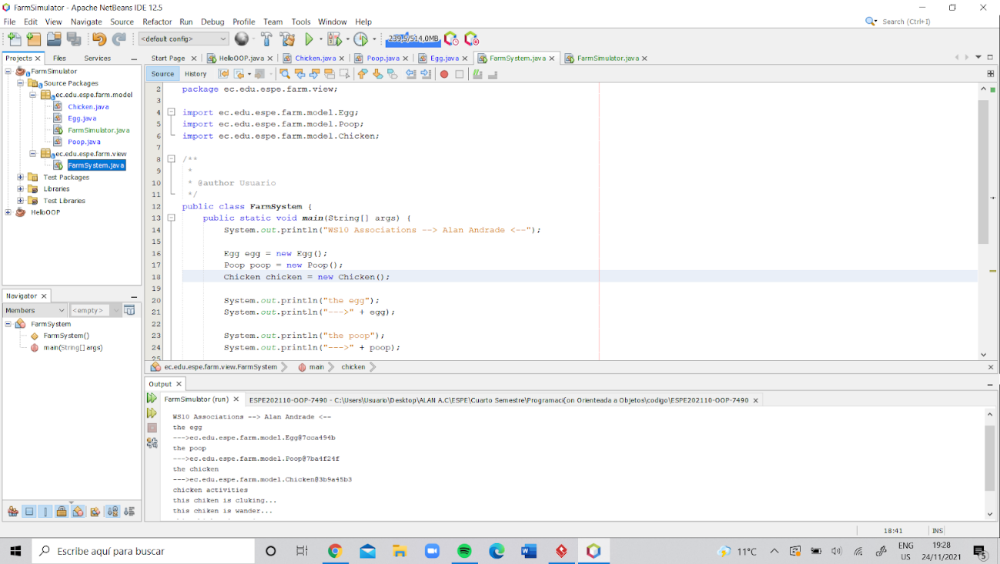 FarmSimulator - Apache NetBeans IDE 12.5
File Edit View Navigate Source Refactor Run Debug Profile Team Tools Window Help
Search (Ctrl+I)
<default config>
239,5/514,0MB
Projects Files Services
Start Page HelloOOP.java Chicken.java Poop.java Egg.java FarmSystem.java FarmSimulator.java
Source History
FarmSimulator
Source Packages
ec.edu.espe.farm.model
Chicken.java
Egg.java
FarmSimulator.java
Poop.java
ec.edu.espe.farm.view
FarmSystem.java
Test Packages
Libraries
Test Libraries
HelloOOP
2 package ec.edu.espe.farm.view;
3
4 import ec.edu.espe.farm.model.Egg;
5 import ec.edu.espe.farm.model.Poop;
6 import ec.edu.espe.farm.model.Chicken;
7
8 /**
9 *
10 * @author Usuario
11 */
12 public class FarmSystem {
13 public static void main(String[] args) {
14 System.out.println("WS10 Associations --> Alan Andrade <--");
15
16 Egg egg = new Egg();
17 Poop poop = new Poop();
18 Chicken chicken = new Chicken();
19
20 System.out.println("the egg");
21 System.out.println("--->" + egg);
22
23 System.out.println("the poop");
24 System.out.println("--->" + poop);
25
ec.edu.espe.farm.view.FarmSystem main chicken
Navigator
Members <empty>
FarmSystem
FarmSystem()
main(String[] args)
Output
FarmSimulator (run) ESPE202110-OOP-7490 - C:\Users\Usuario\Desktop\ALAN A.C\ESPE\Cuarto Semestre\Programaci(on Orienteada a Objetos\codigo\ESPE202110-OOP-7490
WS10 Associations --> Alan Andrade <--
the egg
--->ec.edu.espe.farm.model.Egg@7cca494b
the poop
--->ec.edu.espe.farm.model.Poop@7ba4f24f
the chicken
--->ec.edu.espe.farm.model.Chicken@3b9a45b3
chicken activities
this chiken is cluking...
this chiken is wander...
18:41 INS
Escribe aquí para buscar
11°C
ENG
US
19:28
24/11/2021
5